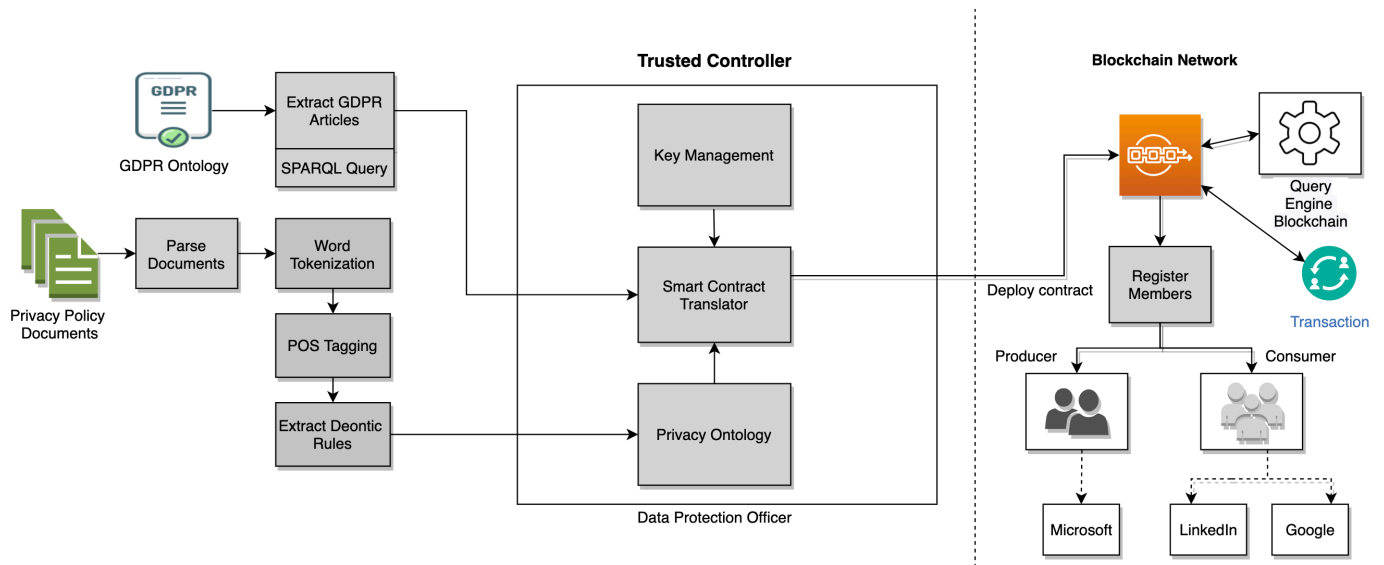 Trusted Controller
Blockchain Network
GDPR
GDPR Ontology
Extract GDPR
Articles
SPARQL Query
Privacy Policy
Documents
Parse
Documents
Word
Tokenization
POS Tagging
Extract Deontic
Rules
Key Management
Smart Contract
Translator
Privacy Ontology
Data Protection Officer
Deploy contract
Query
Engine
Blockchain
Transaction
Register
Members
Producer
Consumer
Microsoft
LinkedIn
Google